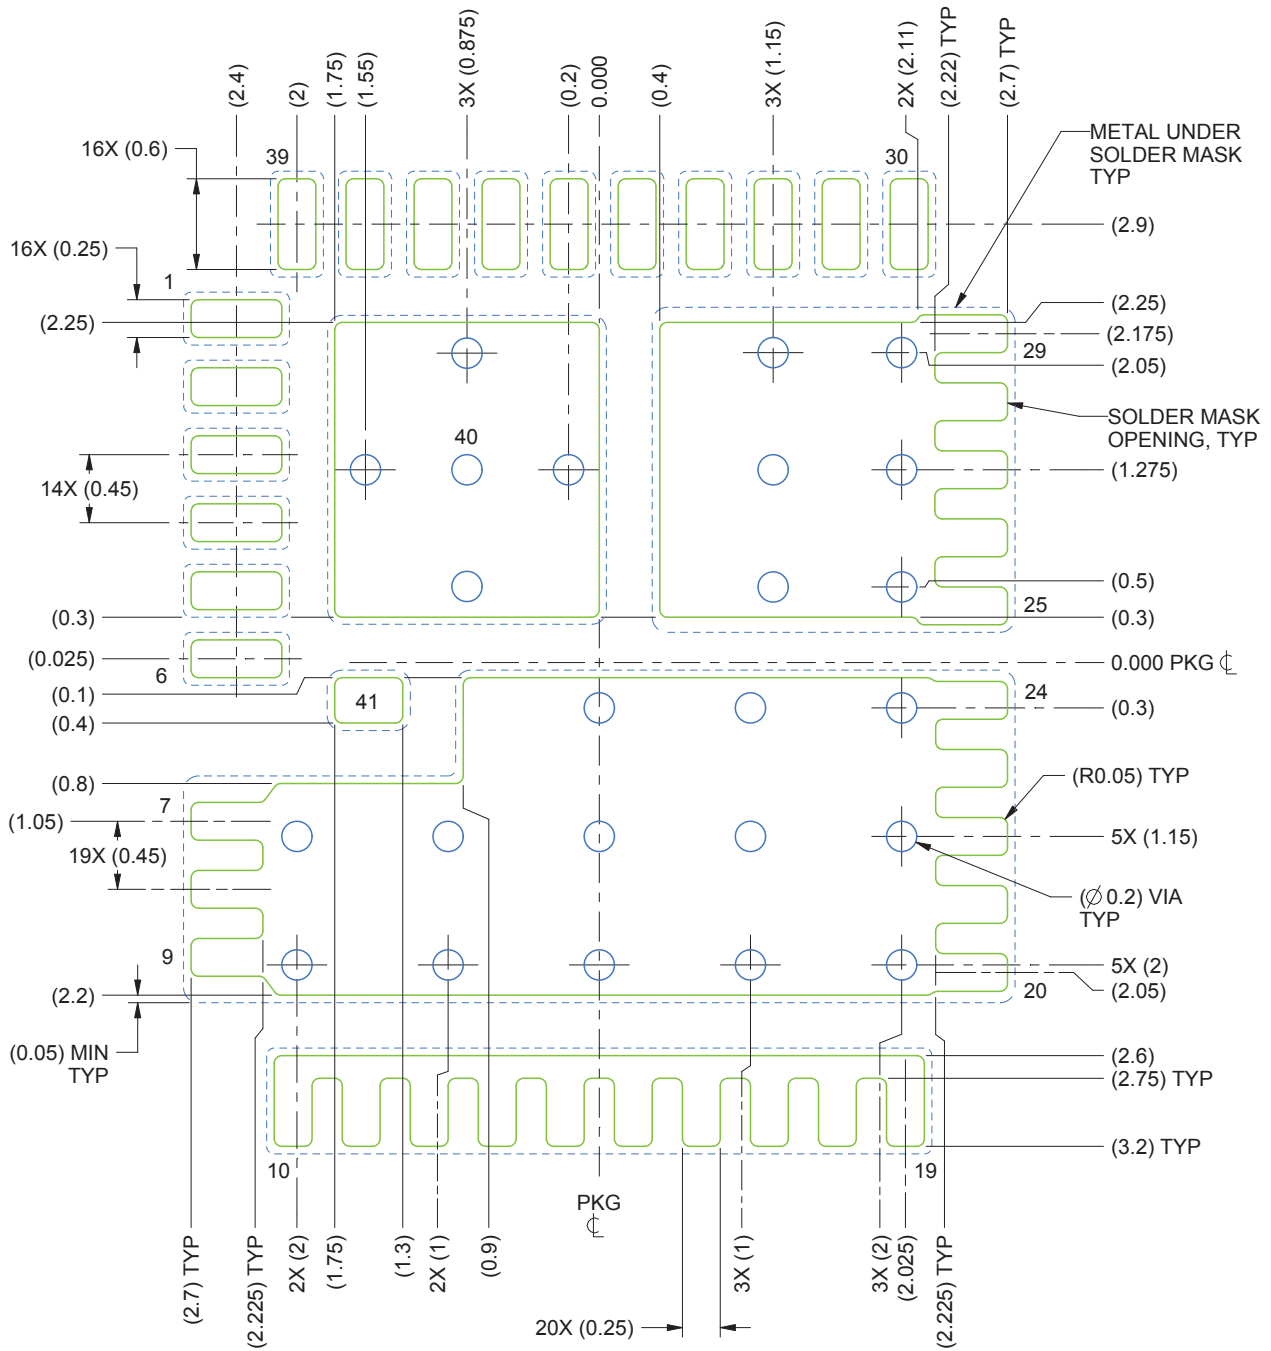 (2.4)
(2)
(1.75)
(1.55)
3X (0.875)
(0.2)
0.000
(0.4)
3X (1.15)
2X (2.11)
(2.22) TYP
(2.7) TYP
METAL UNDER
SOLDER MASK
TYP
16X (0.6)
39
30
(2.9)
16X (0.25)
1
(2.25)
(2.25)
(2.175)
29
(2.05)
SOLDER MASK
OPENING, TYP
40
(1.275)
14X (0.45)
(0.5)
25
(0.3)
(0.3)
(0.025)
6
0.000 PKG ℄
(0.1)
41
24
(0.3)
(0.4)
(0.8)
7
(R0.05) TYP
(1.05)
5X (1.15)
19X (0.45)
(∅ 0.2) VIA
TYP
9
5X (2)
(2.05)
20
(2.2)
(0.05) MIN
TYP
(2.6)
(2.75) TYP
(3.2) TYP
10
19
PKG
℄
(2.7) TYP
(2.225) TYP
2X (2)
(1.75)
(1.3)
2X (1)
(0.9)
3X (1)
3X (2)
(2.025)
(2.225) TYP
20X (0.25)